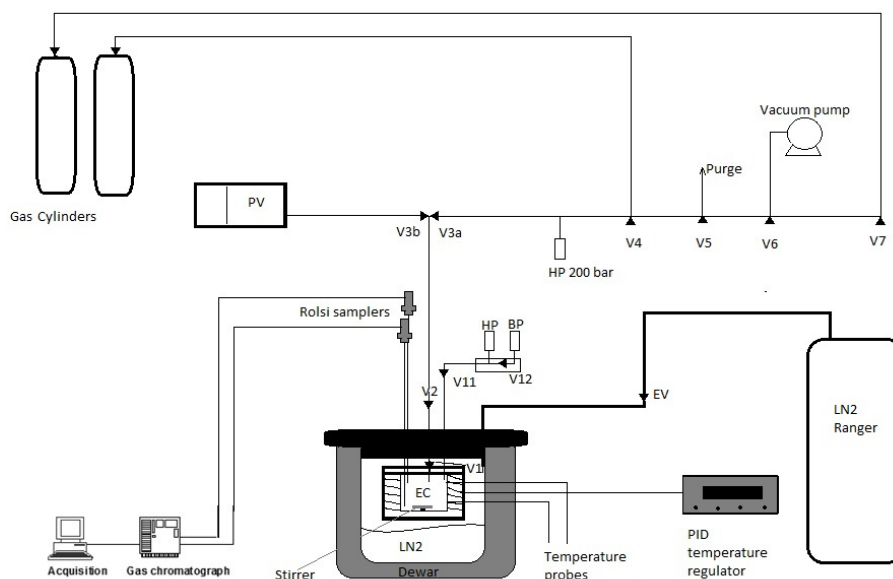 Vacuum pump
Purge
Gas Cylinders
PV
V3b
V3a
V4
V5
V6
V7
HP 200 bar
Rolsi samplers
HP
BP
V11
V12
V2
EV
LN2
Ranger
V1
EC
LN2
Dewar
Stirrer
Temperature
probes
PID
temperature
regulator
Acquisition
Gas chromatograph